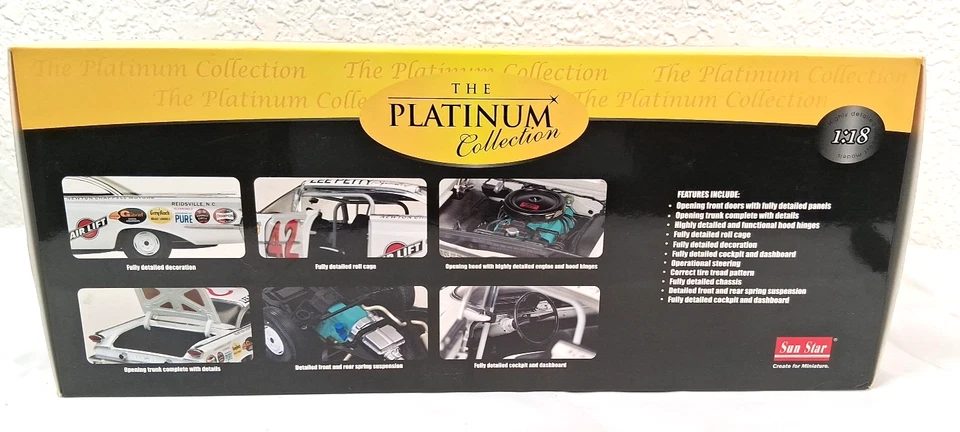 The Platinum Collection The Platinum Collection The Platinum Collection
The Platinum Colle The Platinum Collection
THE
PLATINUM
Collection
1:18
NEWTON
REIDSVILLE, N.C.
AIR LIFT
Grey-Rock
PURE
CHAMPION
Fully detailed decoration
LEE PETTY
42
AIR LIFT
Fully detailed roll cage
Opening hood with highly detailed engine and hood hinges
Opening trunk complete with details
Detailed front and rear spring suspension
Fully detailed cockpit and dashboard
FEATURES INCLUDE:
• Opening front doors with fully detailed panels
• Opening trunk complete with details
• Highly detailed and functional hood hinges
• Fully detailed roll cage
• Fully detailed decoration
• Fully detailed cockpit and dashboard
• Operational steering
• Correct tire tread pattern
• Fully detailed chassis
• Detailed front and rear spring suspension
• Fully detailed cockpit and dashboard
Sun Star®
Create for Miniature.